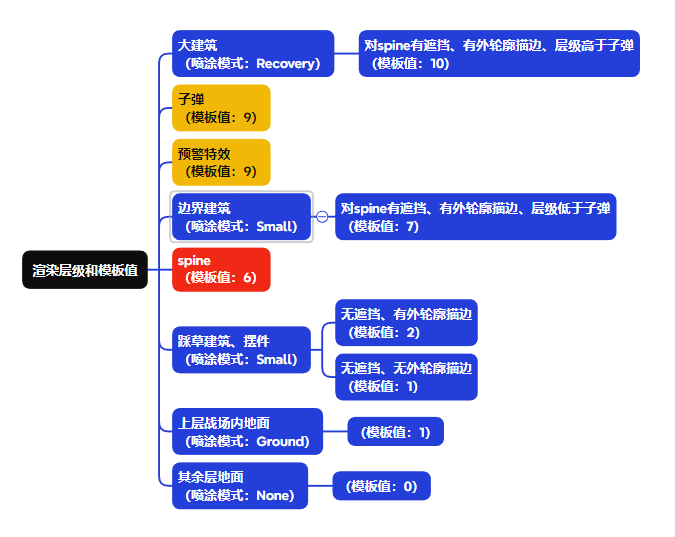 渲染层级和模板值
大建筑
（喷涂模式：Recovery）
对spine有遮挡、有外轮廓描边、层级高于子弹
（模板值：10）
子弹
（模板值：9）
预警特效
（模板值：9）
边界建筑
（喷涂模式：Small）
对spine有遮挡、有外轮廓描边、层级低于子弹
（模板值：7）
spine
（模板值：6）
踩草建筑、摆件
（喷涂模式：Small）
无遮挡、有外轮廓描边
（模板值：2）
无遮挡、无外轮廓描边
（模板值：1）
上层战场内地面
（喷涂模式：Ground）
（模板值：1）
其余层地面
（喷涂模式：None）
（模板值：0）